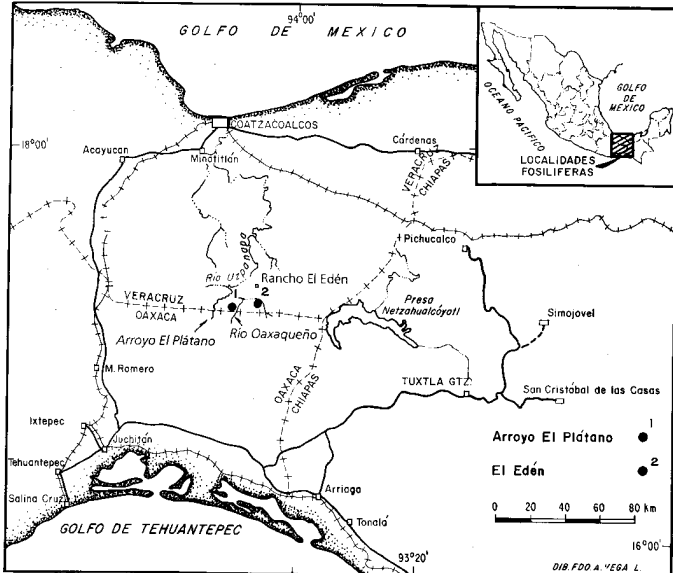 94°00'
GOLFO DE MEXICO
GOLFO
DE
MEXICO
OCEANO PACIFICO
LOCALIDADES
FOSILIFERAS
COATZACOALCOS
18°00'
Acayucan
Minatitlán
Cárdenas
VERACRUZ
CHIAPAS
Pichucalco
Río Uzpanapa
Rancho El Edén
1
2
VERACRUZ
OAXACA
Presa
Netzahualcóyotl
Arroyo El Plátano
Río Oaxaqueño
Simojovel
M. Romero
OAXACA
CHIAPAS
TUXTLA GTZ.
San Cristóbal de las Casas
Ixtepec
Juchitán
Arroyo El Plátano 1
El Edén 2
Tehuantepec
Salina Cruz
Arriaga
0 20 40 60 80 km
GOLFO DE TEHUANTEPEC
Tonalá
93°20'
16°00'
DIB. FDO. A. VEGA L.